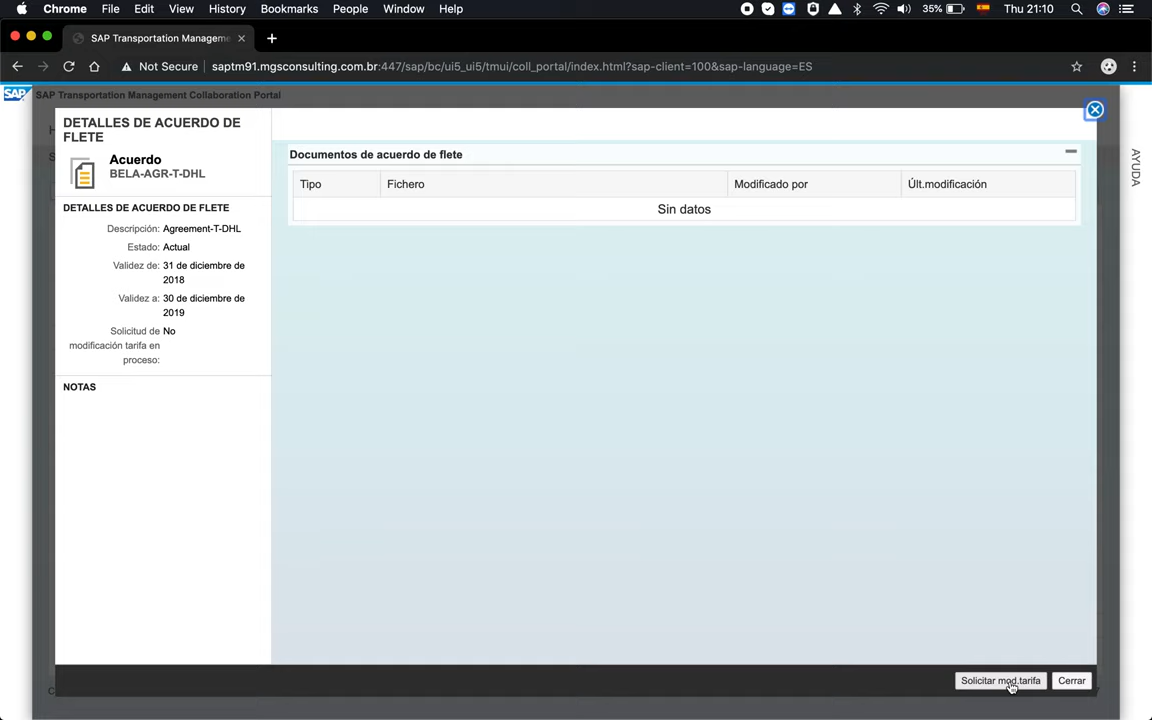 Chrome File Edit View History Bookmarks People Window Help 35% Thu 21:10
SAP Transportation Manageme
Not Secure saptm91.mgsconsulting.com.br:447/sap/bc/ui5_ui5/tmui/coll_portal/index.html?sap-client=100&sap-language=ES
SAP SAP Transportation Management Collaboration Portal
DETALLES DE ACUERDO DE
FLETE
Acuerdo
BELA-AGR-T-DHL
DETALLES DE ACUERDO DE FLETE
Descripción: Agreement-T-DHL
Estado: Actual
Validez de: 31 de diciembre de
2018
Validez a: 30 de diciembre de
2019
Solicitud de No
modificación tarifa en
proceso:
NOTAS
Documentos de acuerdo de flete
Tipo Fichero Modificado por Últ.modificación
Sin datos
AYUDA
Solicitar mod.tarifa Cerrar